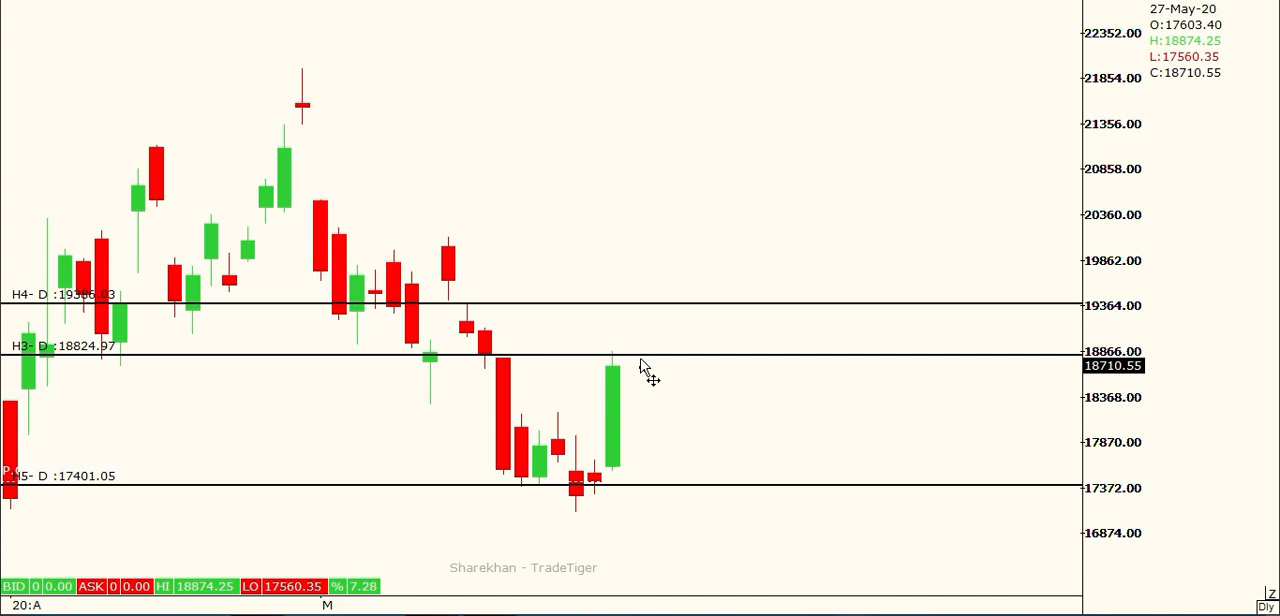 27-May-20
O:17603.40
H:18874.25
L:17560.35
C:18710.55
22352.00
21854.00
21356.00
20858.00
20360.00
19862.00
H4- D :19386.03
19364.00
H3- D :18824.97
18866.00
18710.55
18368.00
17870.00
H5- D :17401.05
17372.00
16874.00
Sharekhan - TradeTiger
BID 0 0.00 ASK 0 0.00 HI 18874.25 LO 17560.35 % 7.28
20:A M
Z
Dly